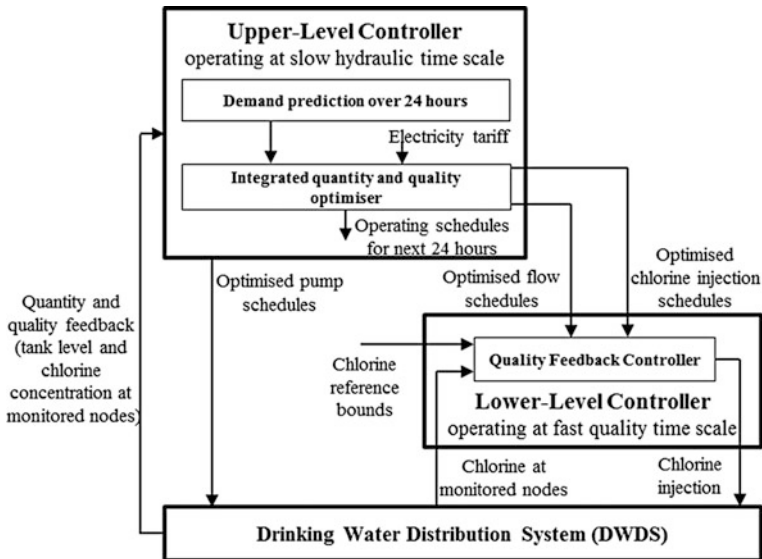 Upper-Level Controller
operating at slow hydraulic time scale
Demand prediction over 24 hours
Electricity tariff
Integrated quantity and quality
optimiser
Operating schedules
for next 24 hours
Optimised pump
schedules
Optimised flow
schedules
Optimised
chlorine injection
schedules
Quantity and
quality feedback
(tank level and
chlorine
concentration at
monitored nodes)
Chlorine
reference
bounds
Quality Feedback Controller
Lower-Level Controller
operating at fast quality time scale
Chlorine at
monitored nodes
Chlorine
injection
Drinking Water Distribution System (DWDS)